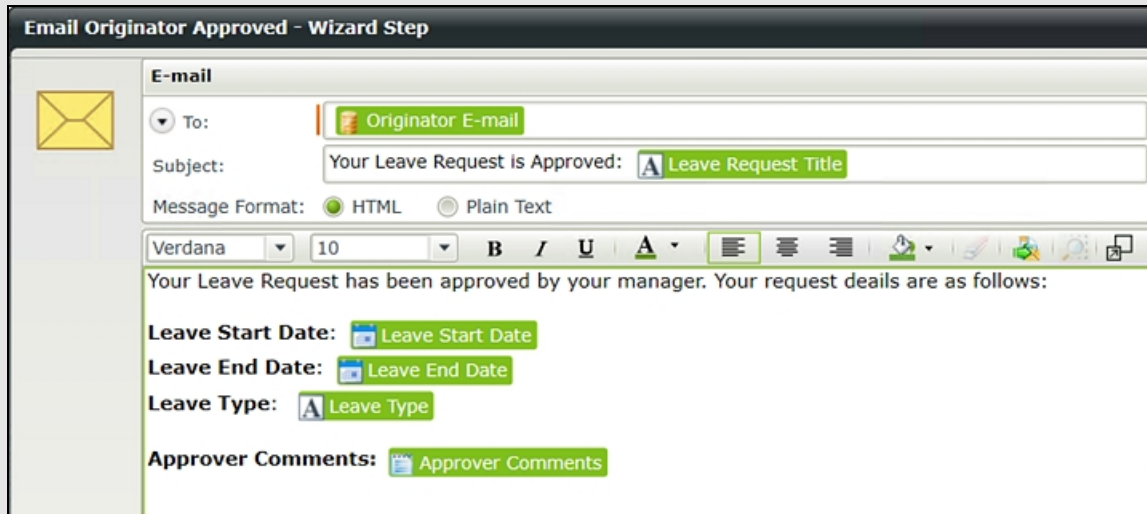 Email Originator Approved - Wizard Step
E-mail
To: Originator E-mail
Subject: Your Leave Request is Approved: A Leave Request Title
Message Format: HTML Plain Text
Verdana 10 B I U A
Your Leave Request has been approved by your manager. Your request deails are as follows:
Leave Start Date: Leave Start Date
Leave End Date: Leave End Date
Leave Type: A Leave Type
Approver Comments: Approver Comments